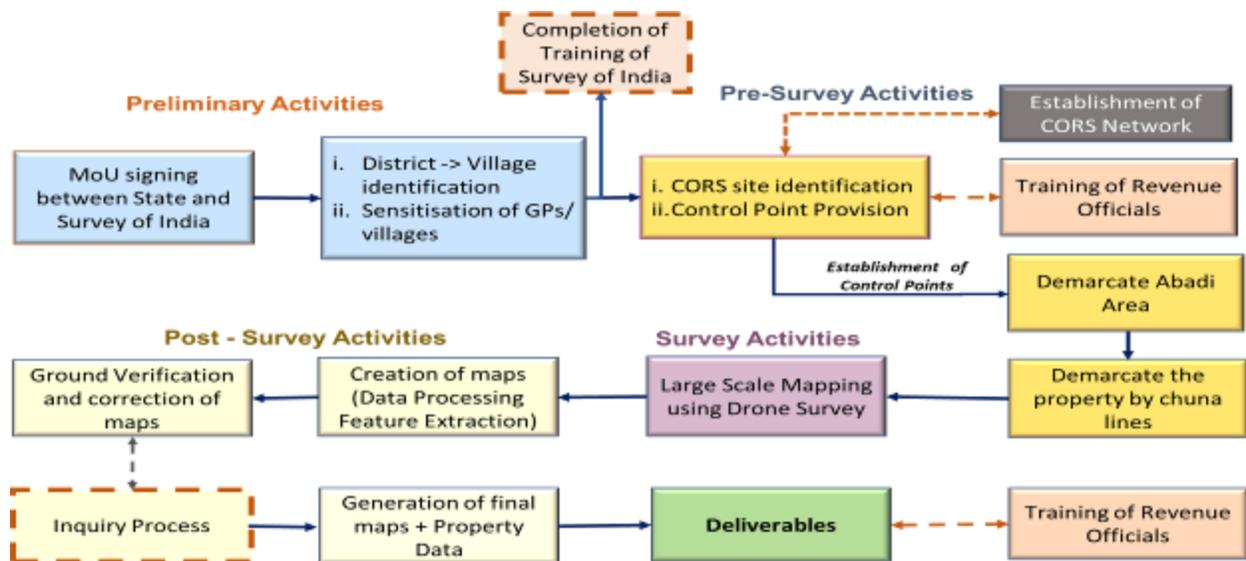 Completion of
Training of
Survey of India
Preliminary Activities
Pre-Survey Activities
Establishment of
CORS Network
MoU signing
between State and
Survey of India
i. District -> Village
identification
ii. Sensitisation of GPs/
villages
i. CORS site identification
ii.Control Point Provision
Training of Revenue
Officials
Establishment of
Control Points
Demarcate Abadi
Area
Post - Survey Activities
Survey Activities
Ground Verification
and correction of
maps
Creation of maps
(Data Processing
Feature Extraction)
Large Scale Mapping
using Drone Survey
Demarcate the
property by chuna
lines
Inquiry Process
Generation of final
maps + Property
Data
Deliverables
Training of Revenue
Officials